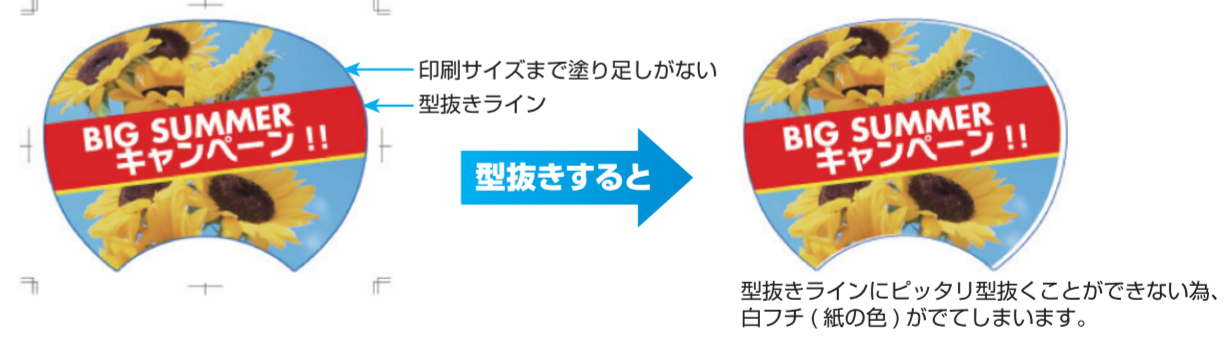 印刷サイズまで塗り足しがない
型抜きライン
BIG SUMMER
キャンペーン !!
型抜きすると
BIG SUMMER
キャンペーン !!
型抜きラインにピッタリ型抜くことができない為、
白フチ ( 紙の色 ) がでてしまいます。